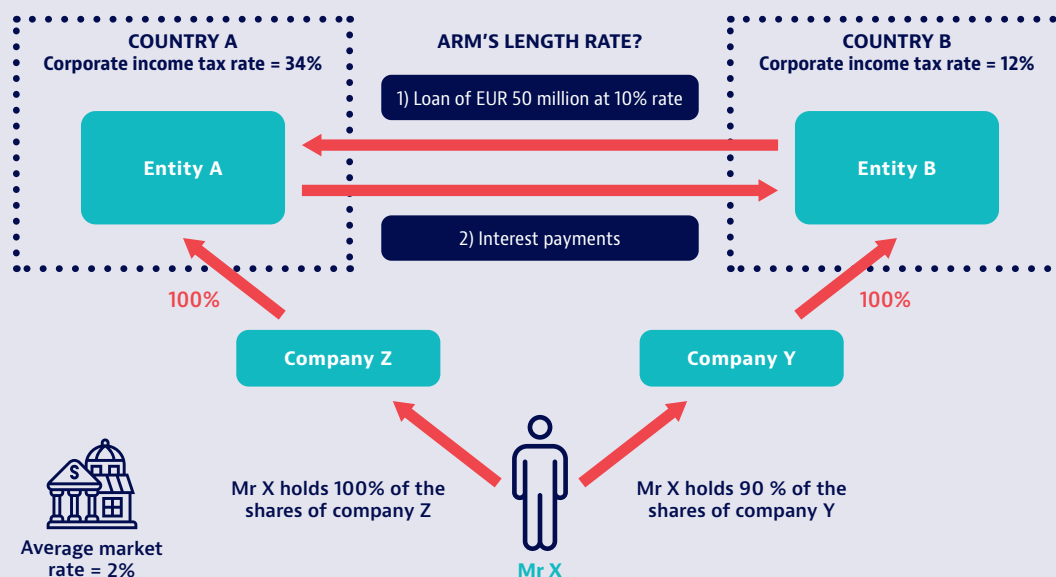 COUNTRY A
Corporate income tax rate = 34%
ARM'S LENGTH RATE?
COUNTRY B
Corporate income tax rate = 12%
1) Loan of EUR 50 million at 10% rate
Entity A
Entity B
2) Interest payments
100%
100%
Company Z
Company Y
$
Mr X holds 100% of the
shares of company Z
Mr X holds 90 % of the
shares of company Y
Average market
rate = 2%
Mr X